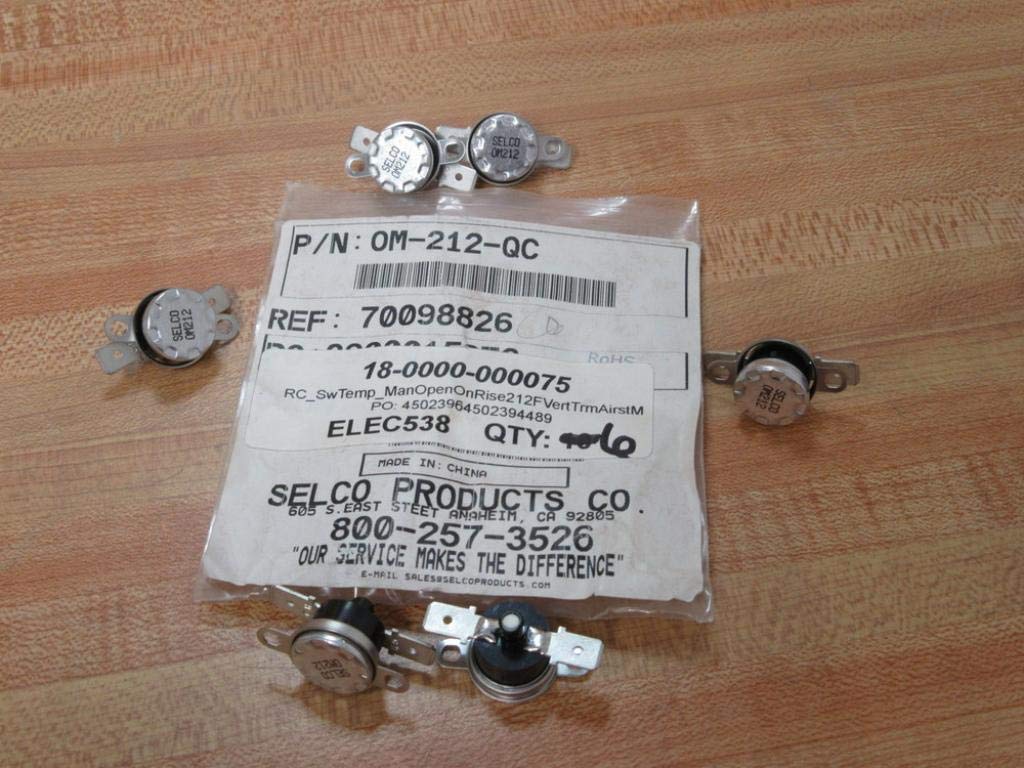 SELCO
OM212
SELCO
OM212
P/N: OM-212-QC
REF: 70098826
RoHS
SELCO
OM212
18-0000-000075
RC_SwTemp_ManOpenOnRise212FVertTrmAirstM
PO: 45023964502394489
ELEC538 QTY: 6
SELCO
OM212
MADE IN: CHINA
SELCO PRODUCTS CO.
605 S.EAST STEET ANAHEIM, CA 92805
800-257-3526
"OUR SERVICE MAKES THE DIFFERENCE"
E-MAIL SALES@SELCOPRODUCTS.COM
SELCO
OM212